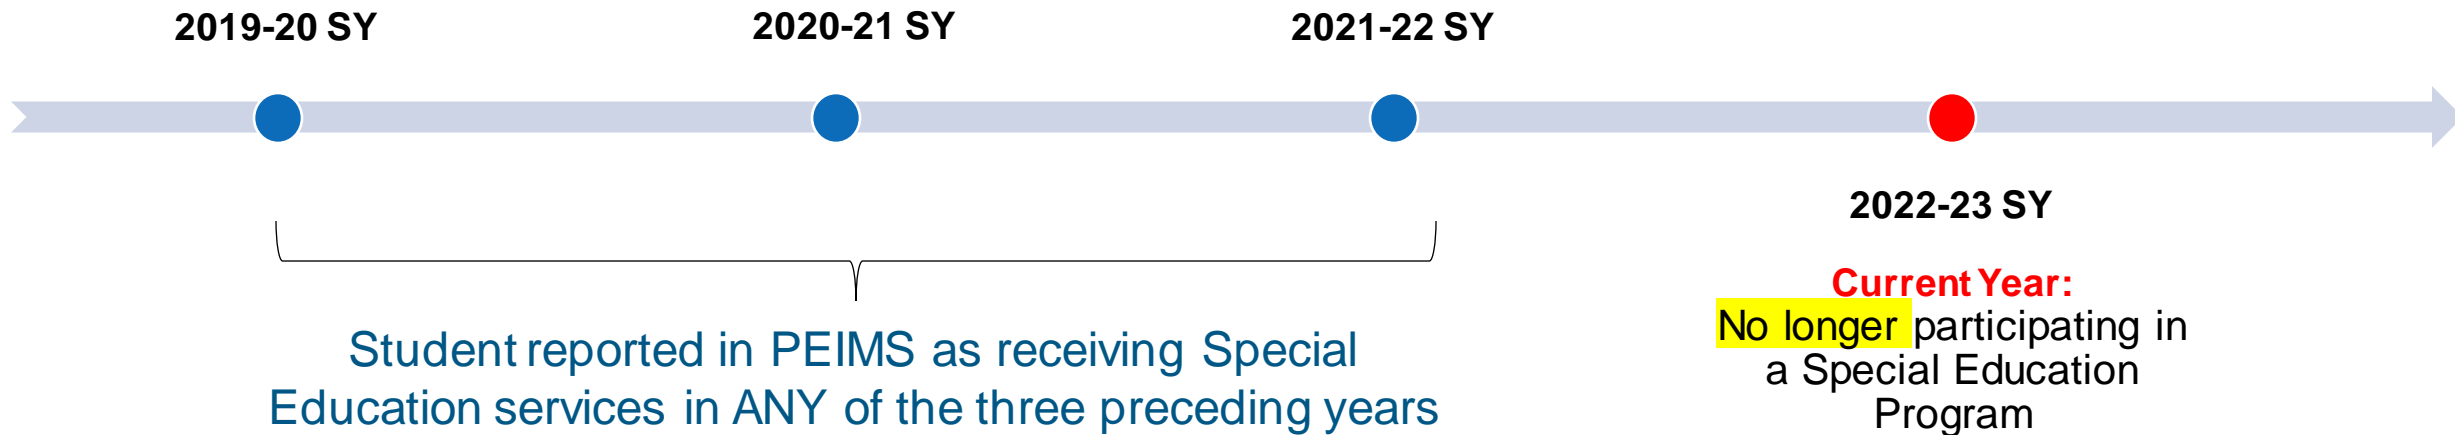 2019-20 SY
2020-21 SY
2021-22 SY
2022-23 SY
Student reported in PEIMS as receiving Special
Education services in ANY of the three preceding years
Current Year:
No longer participating in
a Special Education
Program